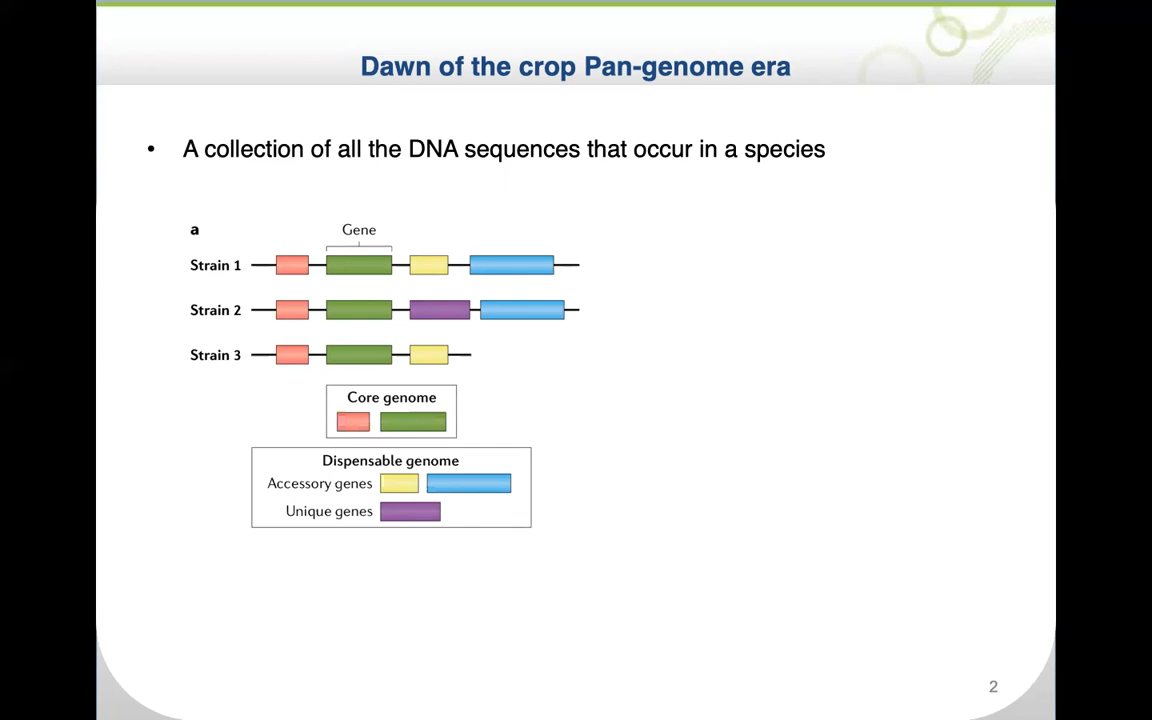 Dawn of the crop Pan-genome era
• A collection of all the DNA sequences that occur in a species
a
Gene
Strain 1
Strain 2
Strain 3
Core genome
Dispensable genome
Accessory genes
Unique genes
2